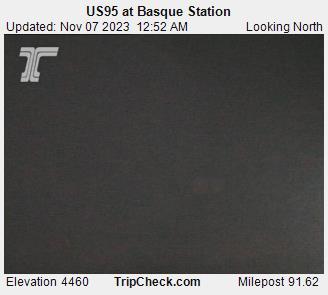 US95 at Basque Station
Updated: Nov 07 2023 12:52 AM Looking North
Elevation 4460 TripCheck.com Milepost 91.62